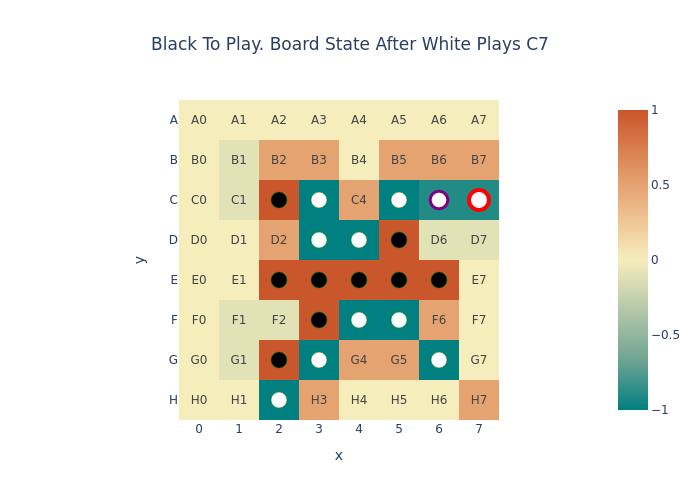 Black To Play. Board State After White Plays C7
A A0 A1 A2 A3 A4 A5 A6 A7
B B0 B1 B2 B3 B4 B5 B6 B7
C C0 C1 C4
D D0 D1 D2 D6 D7
E E0 E1 E7
F F0 F1 F2 F6 F7
G G0 G1 G4 G5 G7
H H0 H1 H3 H4 H5 H6 H7
0 1 2 3 4 5 6 7
x
y
1
0.5
0
−0.5
−1